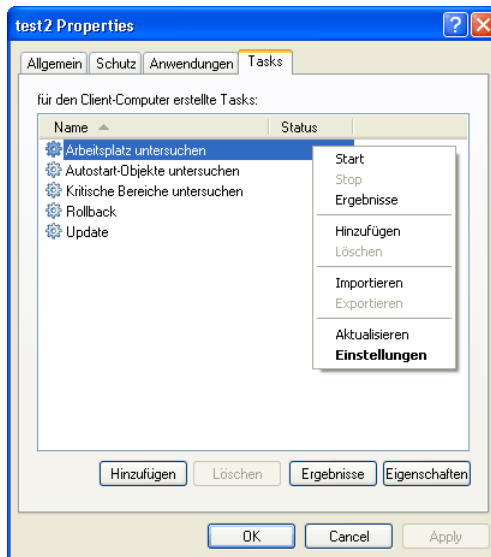 test2 Properties
Allgemein Schutz Anwendungen Tasks
für den Client-Computer erstellte Tasks:
Name Status
Arbeitsplatz untersuchen
Autostart-Objekte untersuchen
Kritische Bereiche untersuchen
Rollback
Update
Start
Stop
Ergebnisse
Hinzufügen
Löschen
Importieren
Exportieren
Aktualisieren
Einstellungen
Hinzufügen Löschen Ergebnisse Eigenschaften
OK Cancel Apply